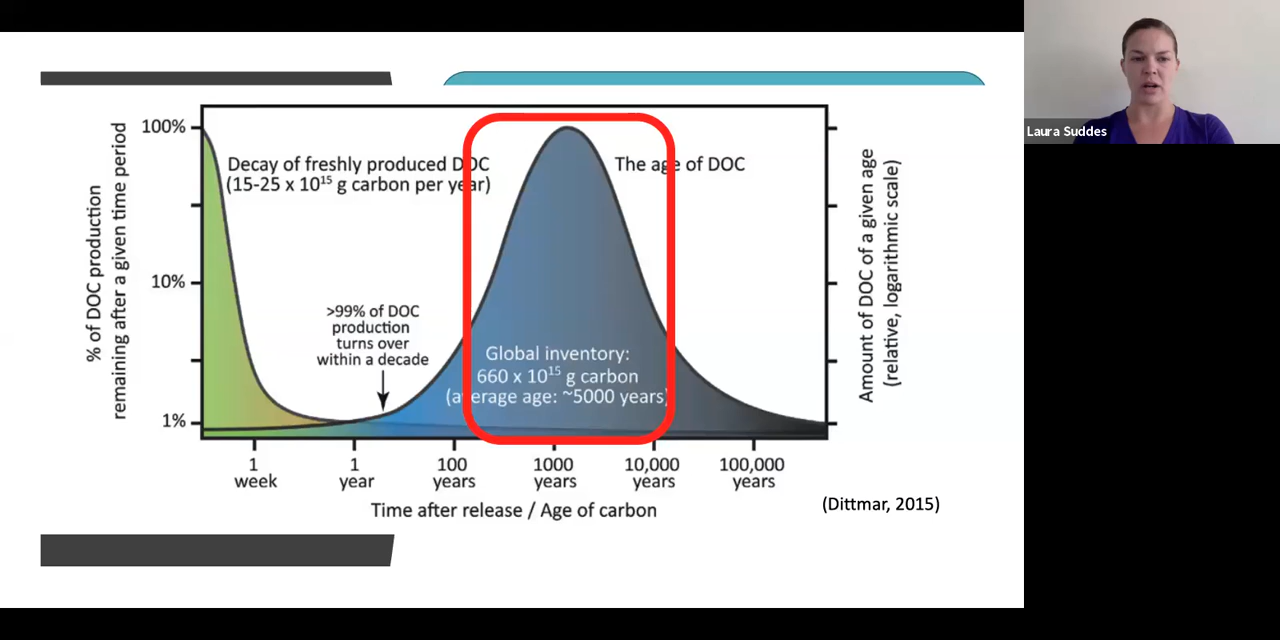 Laura Suddes
% of DOC production
remaining after a given time period
100%
10%
1%
Decay of freshly produced DOC
(15-25 x 10¹⁵ g carbon per year)
The age of DOC
>99% of DOC
production
turns over
within a decade
Global inventory:
660 x 10¹⁵ g carbon
(average age: ~5000 years)
Amount of DOC of a given age
(relative, logarithmic scale)
1
week
1
year
100
years
1000
years
10,000
years
100,000
years
Time after release / Age of carbon
(Dittmar, 2015)